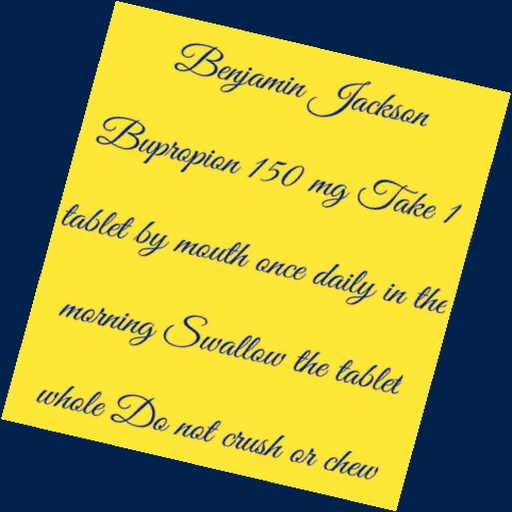 Benjamin Jackson
Bupropion 150 mg Take 1
tablet by mouth once daily in the
morning Swallow the tablet
whole Do not crush or chew